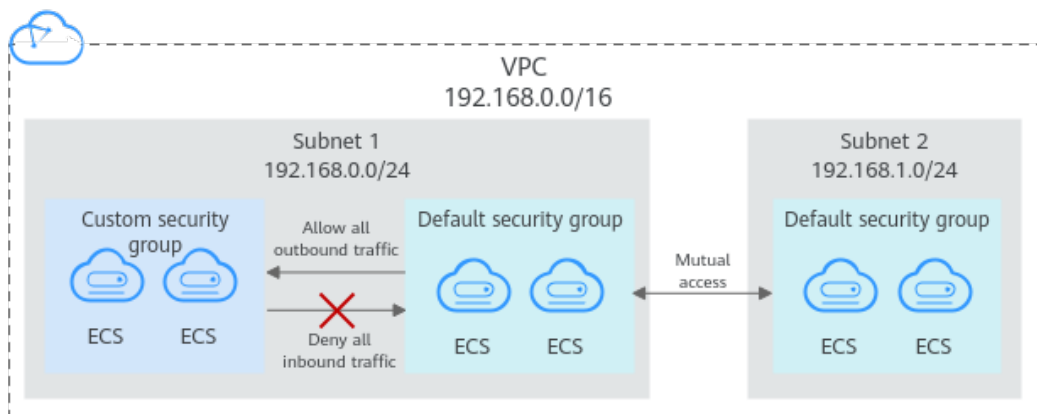 VPC
192.168.0.0/16
Subnet 1
192.168.0.0/24
Subnet 2
192.168.1.0/24
Custom security
group
ECS
ECS
Allow all
outbound traffic
Deny all
inbound traffic
Default security group
ECS
ECS
Mutual
access
Default security group
ECS
ECS